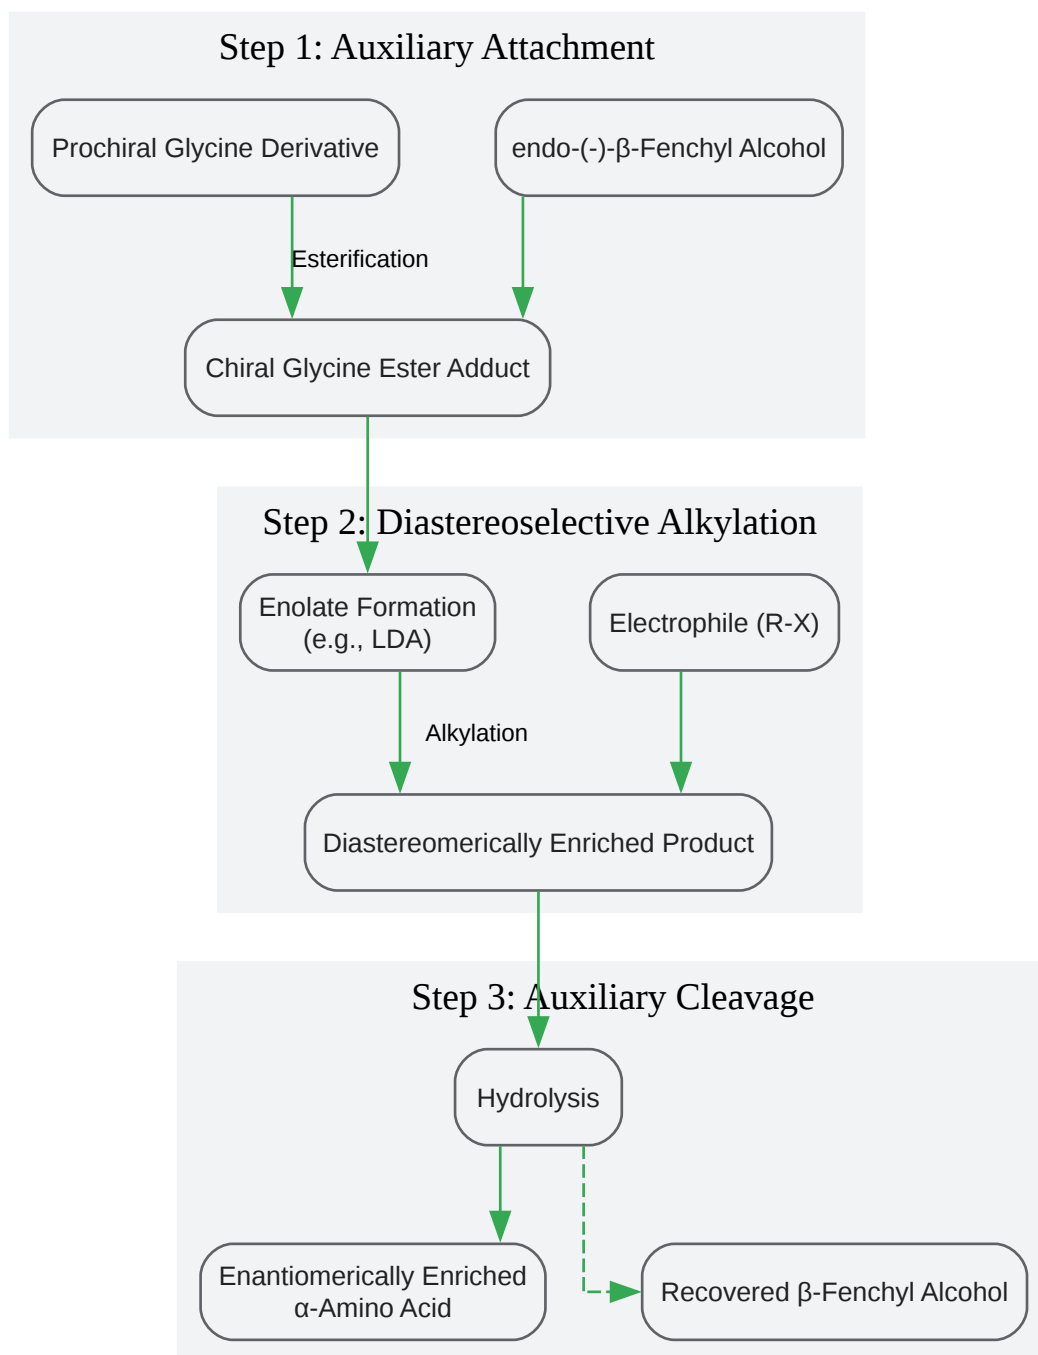 Step 1: Auxiliary Attachment
Prochiral Glycine Derivative
endo-(-)-β-Fenchyl Alcohol
Esterification
Chiral Glycine Ester Adduct
Step 2: Diastereoselective Alkylation
Enolate Formation
(e.g., LDA)
Electrophile (R-X)
Alkylation
Diastereomerically Enriched Product
Step 3: Auxiliary Cleavage
Hydrolysis
Enantiomerically Enriched
α-Amino Acid
Recovered β-Fenchyl Alcohol